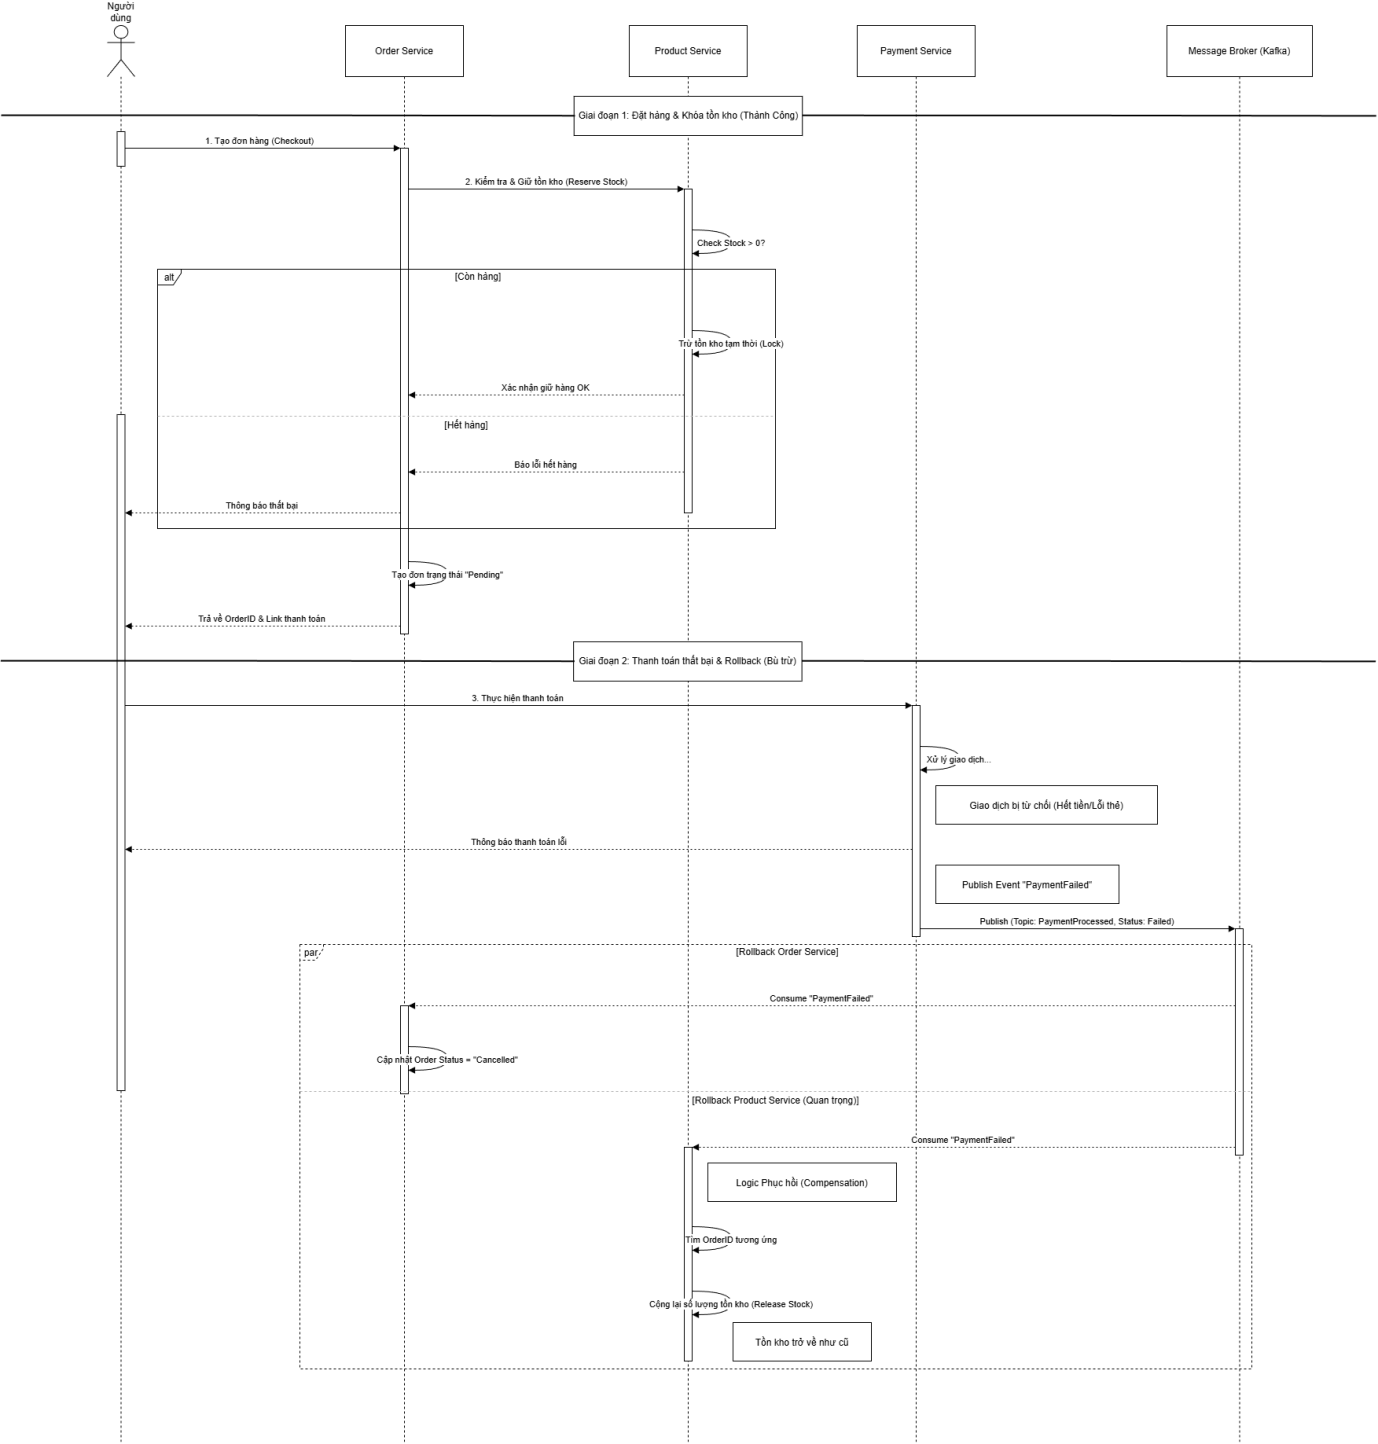 Người
dùng
Order Service
Product Service
Payment Service
Message Broker (Kafka)
Giai đoạn 1: Đặt hàng & Khóa tồn kho (Thành Công)
1. Tạo đơn hàng (Checkout)
2. Kiểm tra & Giữ tồn kho (Reserve Stock)
Check Stock > 0?
alt
[Còn hàng]
Trừ tồn kho tạm thời (Lock)
Xác nhận giữ hàng OK
[Hết hàng]
Báo lỗi hết hàng
Thông báo thất bại
Tạo đơn trạng thái "Pending"
Trả về OrderID & Link thanh toán
Giai đoạn 2: Thanh toán thất bại & Rollback (Bù trừ)
3. Thực hiện thanh toán
Xử lý giao dịch...
Giao dịch bị từ chối (Hết tiền/Lỗi thẻ)
Thông báo thanh toán lỗi
Publish Event "PaymentFailed"
Publish (Topic: PaymentProcessed, Status: Failed)
par
[Rollback Order Service]
Consume "PaymentFailed"
Cập nhật Order Status = "Cancelled"
[Rollback Product Service (Quan trọng)]
Consume "PaymentFailed"
Logic Phục hồi (Compensation)
Tìm OrderID tương ứng
Cộng lại số lượng tồn kho (Release Stock)
Tồn kho trở về như cũ